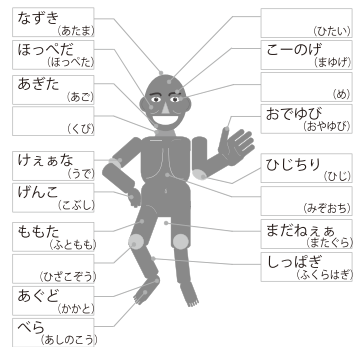 なずき
(あたま)
ほっぺだ
(ほっぺた)
あぎた
(あご)
(くび)
けぇぁな
(うで)
げんこ
(こぶし)
ももた
(ふともも)
(ひざこぞう)
あぐど
(かかと)
べら
(あしのこう)
(ひたい)
こーのげ
(まゆげ)
(め)
おでゆび
(おやゆび)
ひじちり
(ひじ)
(みぞおち)
まだねぇぁ
(またぐら)
しっぱぎ
(ふくらはぎ)